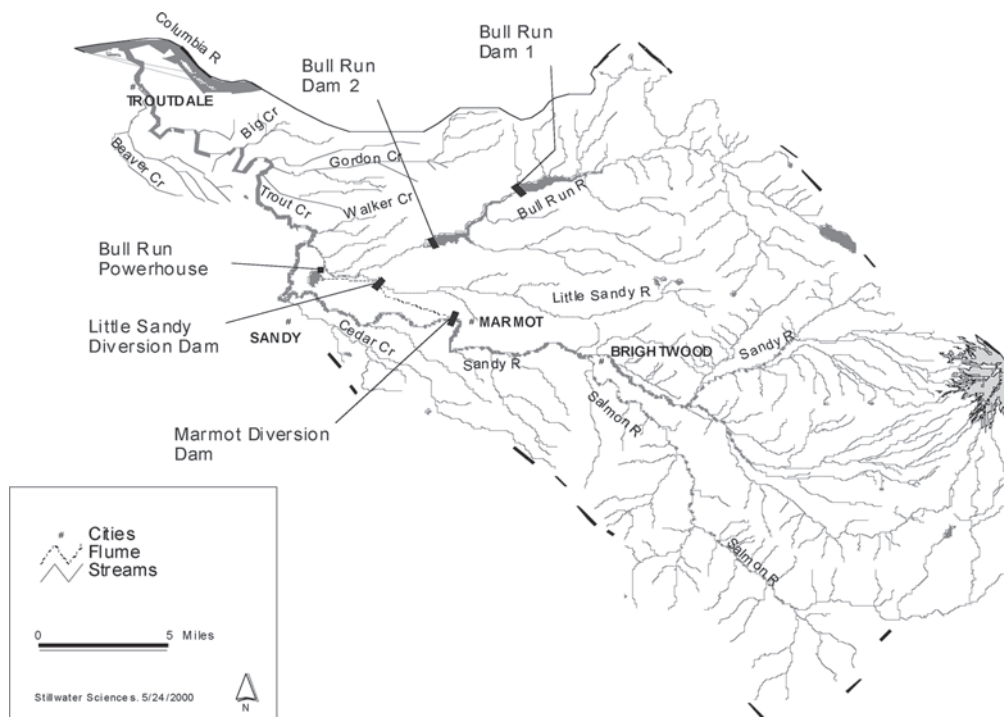 Columbia R
Bull Run
Dam 1
Bull Run
Dam 2
TROUTDALE
Big Cr
Gordon Cr
Beaver Cr
Trout Cr
Walker Cr
Bull Run R
Bull Run
Powerhouse
Little Sandy R
Little Sandy
Diversion Dam
SANDY
MARMOT
Cedar Cr
Sandy R
BRIGHTWOOD
Sandy R
Salmon R
Marmot Diversion
Dam
Salmon R
Cities
Flume
Streams
0 5 Miles
Stillwater Sciences. 5/24/2000
N